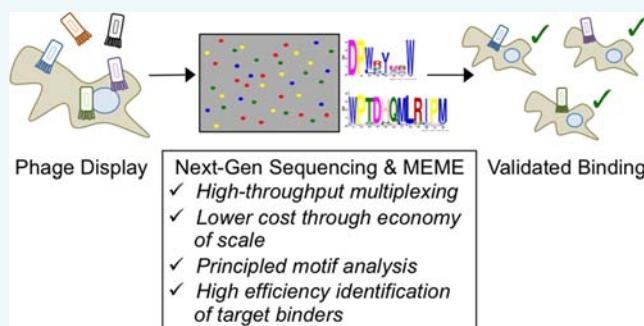 Phage Display
Next-Gen Sequencing & MEME
Validated Binding
✓ High-throughput multiplexing
✓ Lower cost through economy
of scale
✓ Principled motif analysis
✓ High efficiency identification
of target binders